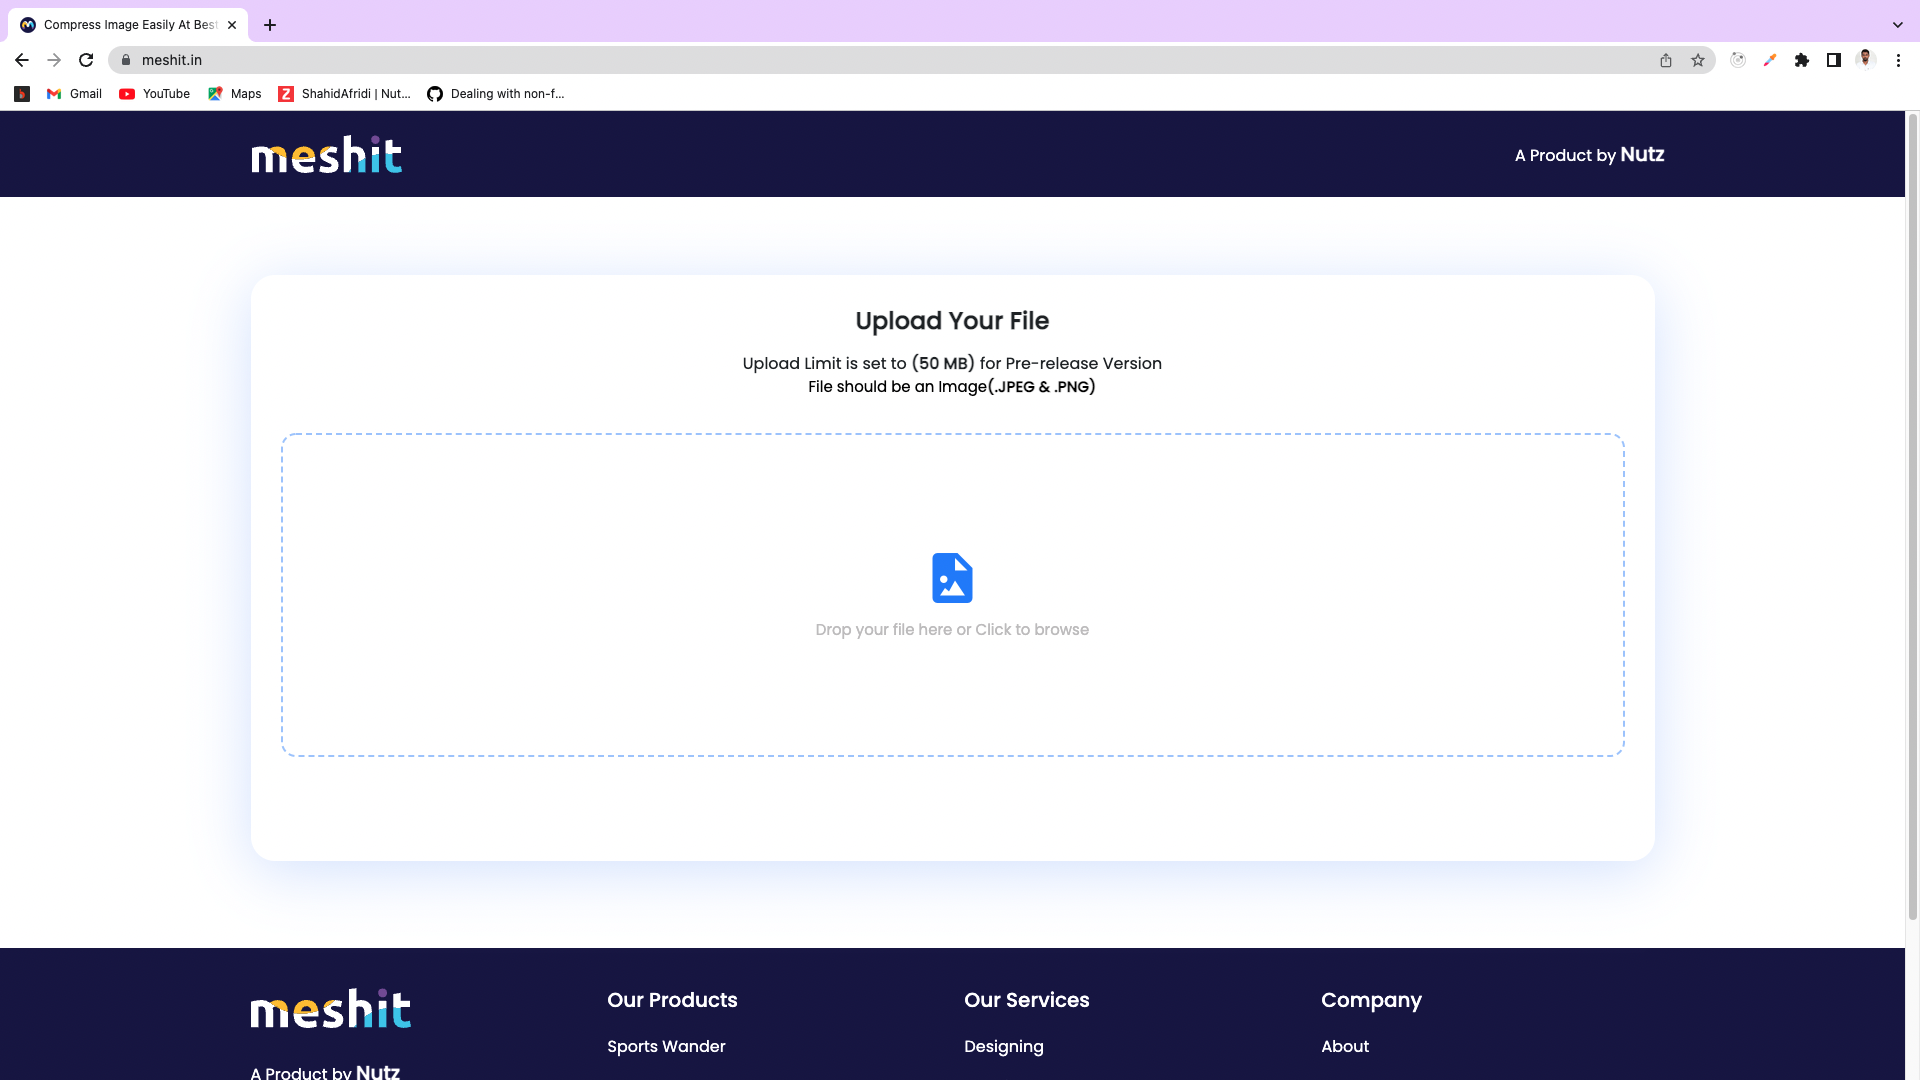 Compress Image Easily At Best
meshit.in
Gmail
YouTube
Maps
ShahidAfridi | Nut...
Dealing with non-f...
meshit
A Product by Nutz
Upload Your File
Upload Limit is set to (50 MB) for Pre-release Version
File should be an Image(.JPEG & .PNG)
Drop your file here or Click to browse
meshit
A Product by Nutz
Our Products
Sports Wander
Our Services
Designing
Company
About